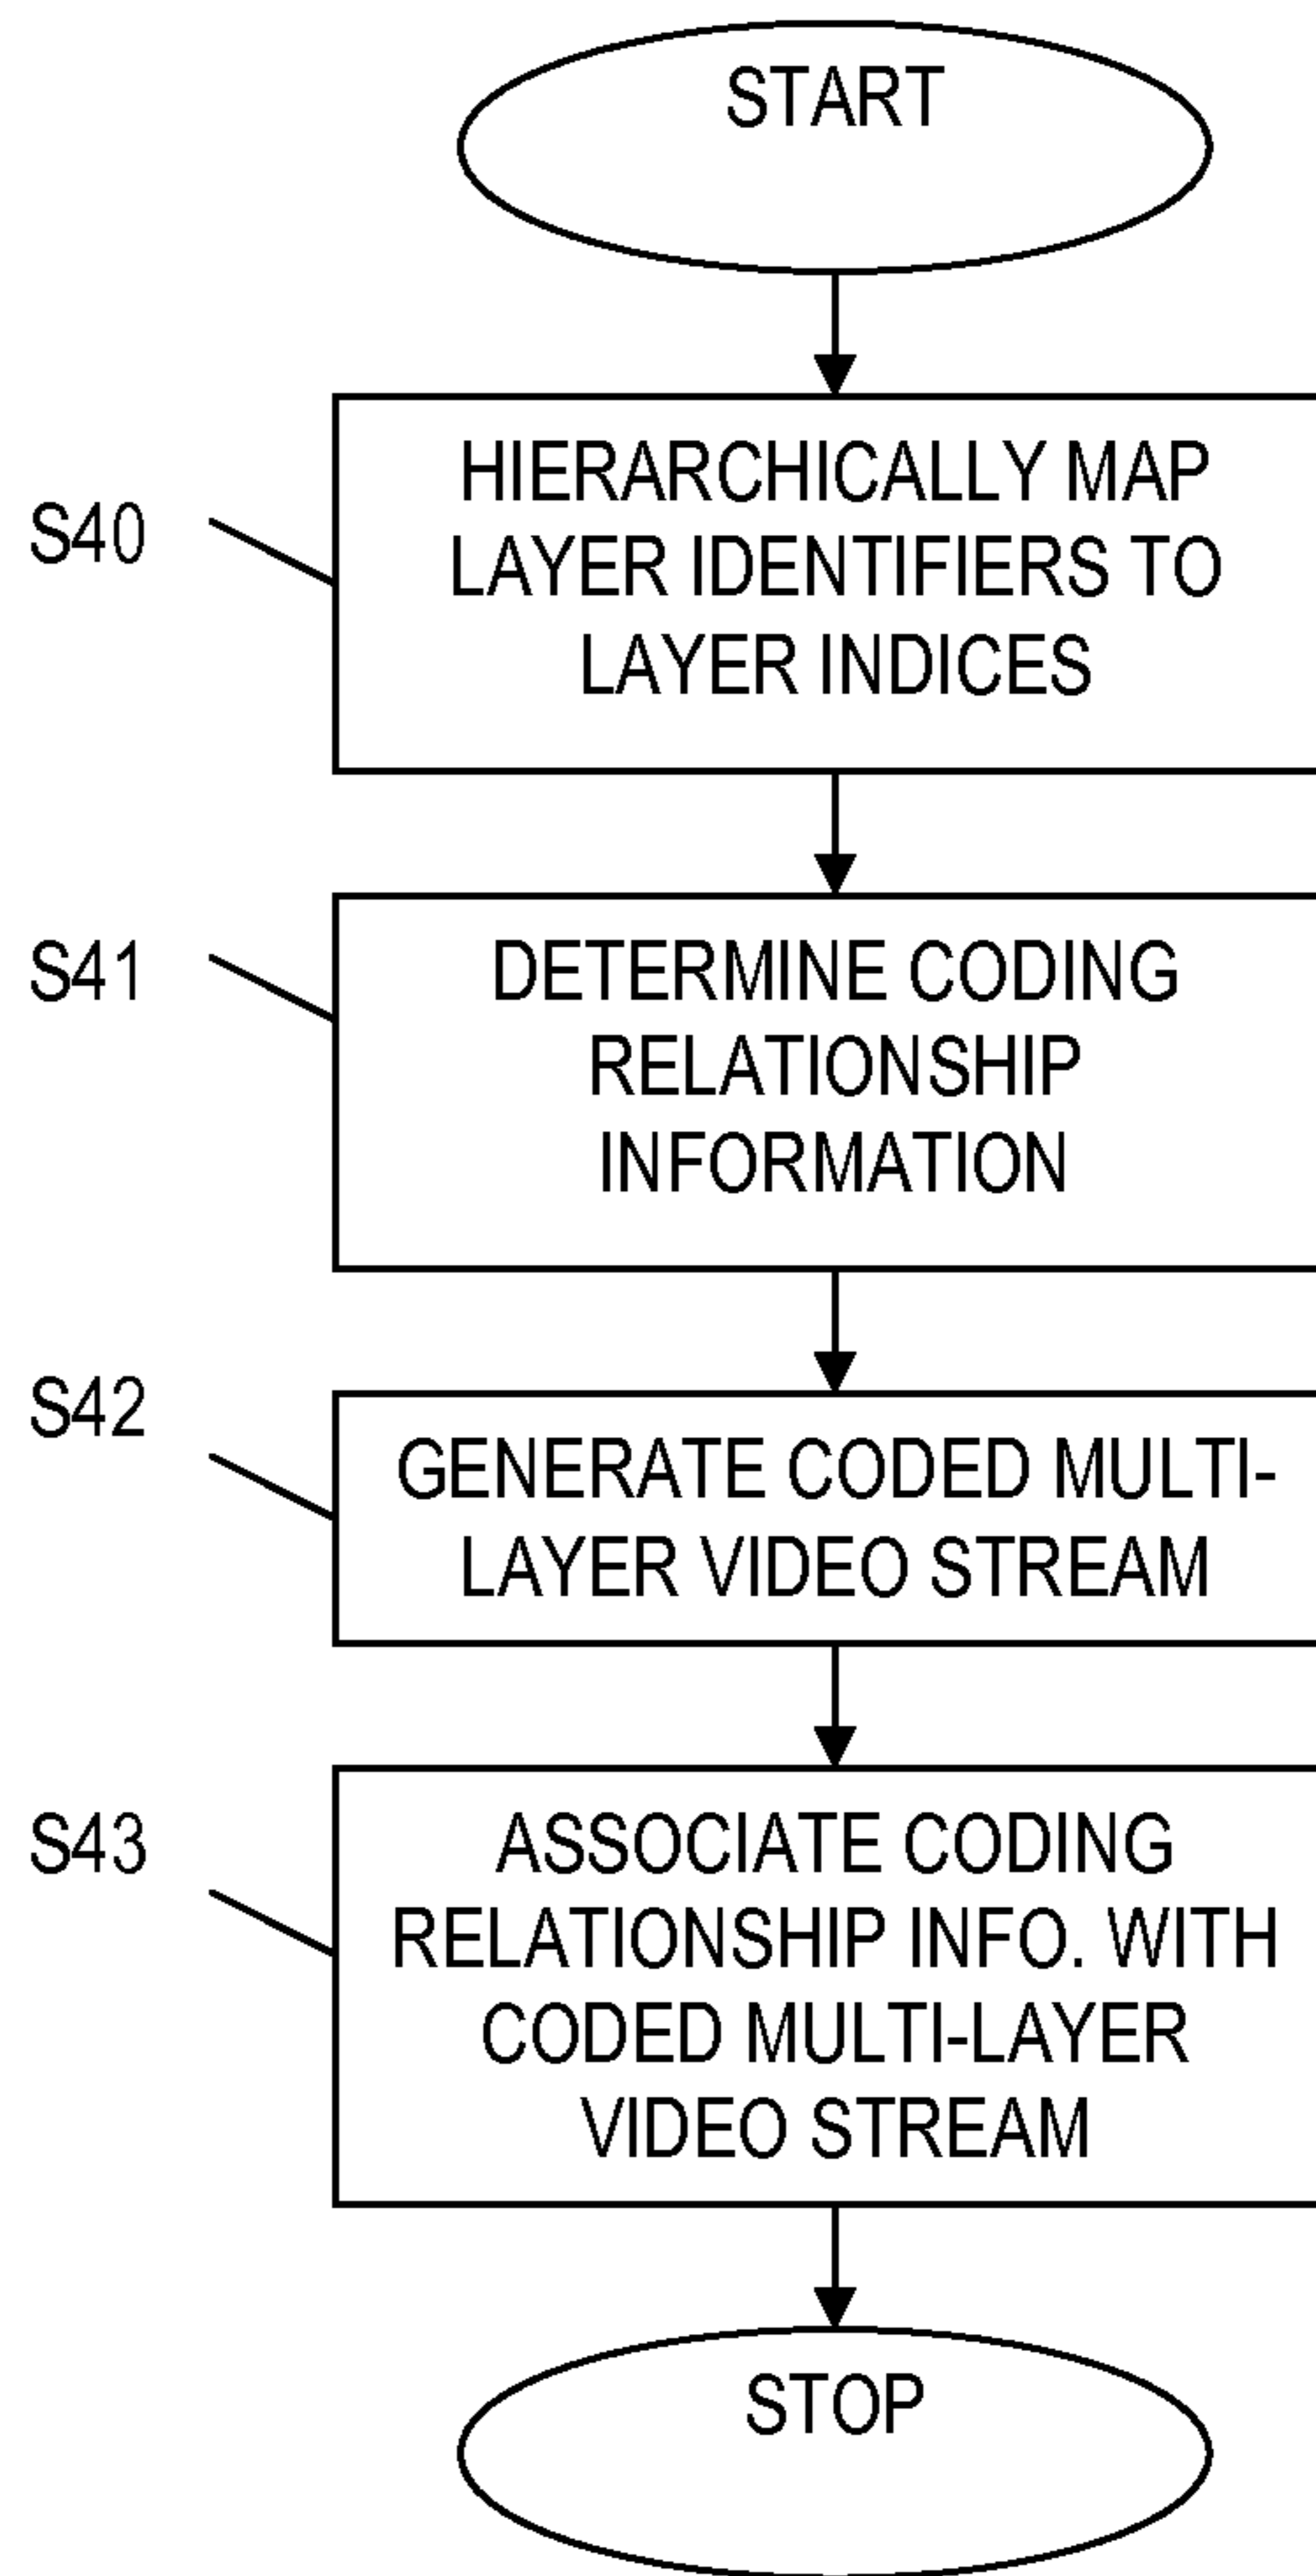 START
S40
HIERARCHICALLY MAP
LAYER IDENTIFIERS TO
LAYER INDICES
S41
DETERMINE CODING
RELATIONSHIP
INFORMATION
S42
GENERATE CODED MULTI-
LAYER VIDEO STREAM
S43
ASSOCIATE CODING
RELATIONSHIP INFO. WITH
CODED MULTI-LAYER
VIDEO STREAM
STOP